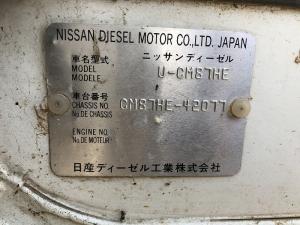 NISSAN DIESEL MOTOR CO.,LTD. JAPAN
車名型式 ニッサンディーゼル
MODEL U-CM87HE
MODELE
車台番号
CHASSIS NO. CM87HE-42077
No.DE CHASSIS
ENGINE NO.
No.DE MOTEUR
日産ディーゼル工業株式会社